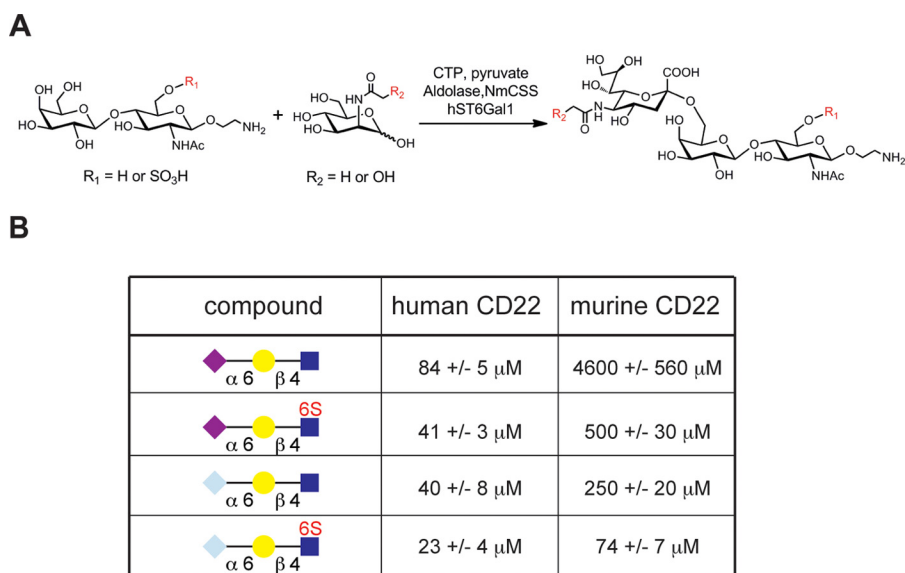 A
HO OH
O
HO
OH
R₁
O
HO
O
HO
O
NHAc
O
NH₂
R₁ = H or SO₃H
+
O
R₂
HN
HO
HO
HO
O
OH
R₂ = H or OH
CTP, pyruvate
Aldolase,NmCSS
hST6Gal1
HO
OH
HO
COOH
O
R₂
HN
HO
O
O
HO
O
HO
OH
O
R₁
O
HO
O
NHAc
O
NH₂
B
compound human CD22 murine CD22
α 6 β 4 84 +/- 5 μM 4600 +/- 560 μM
6S
α 6 β 4 41 +/- 3 μM 500 +/- 30 μM
α 6 β 4 40 +/- 8 μM 250 +/- 20 μM
6S
α 6 β 4 23 +/- 4 μM 74 +/- 7 μM